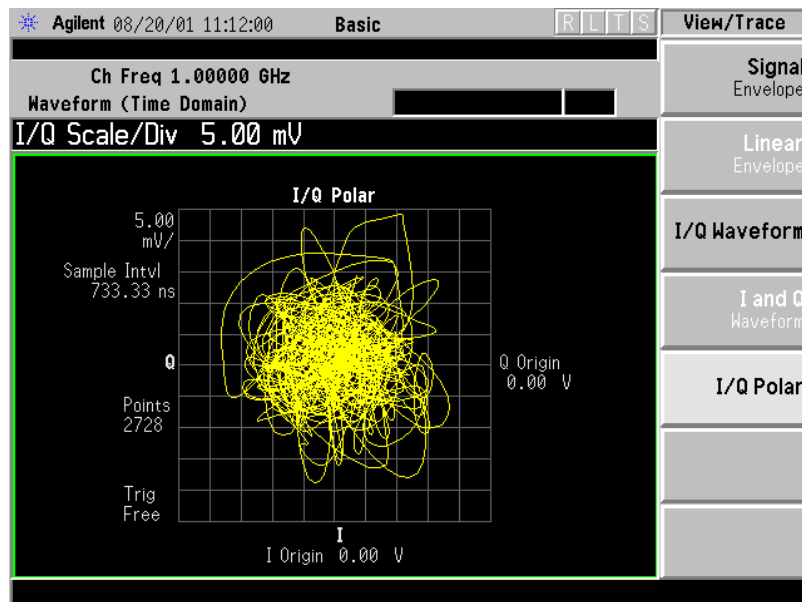 Agilent 08/20/01 11:12:00 Basic R L T S View/Trace
Ch Freq 1.00000 GHz
Waveform (Time Domain)
I/Q Scale/Div 5.00 mV
I/Q Polar
5.00
mV/
Sample Intvl
733.33 ns
Q
Points
2728
Trig
Free
Q Origin
0.00 V
I
I Origin 0.00 V
Signal
Envelope
Linear
Envelope
I/Q Waveform
I and Q
Waveform
I/Q Polar